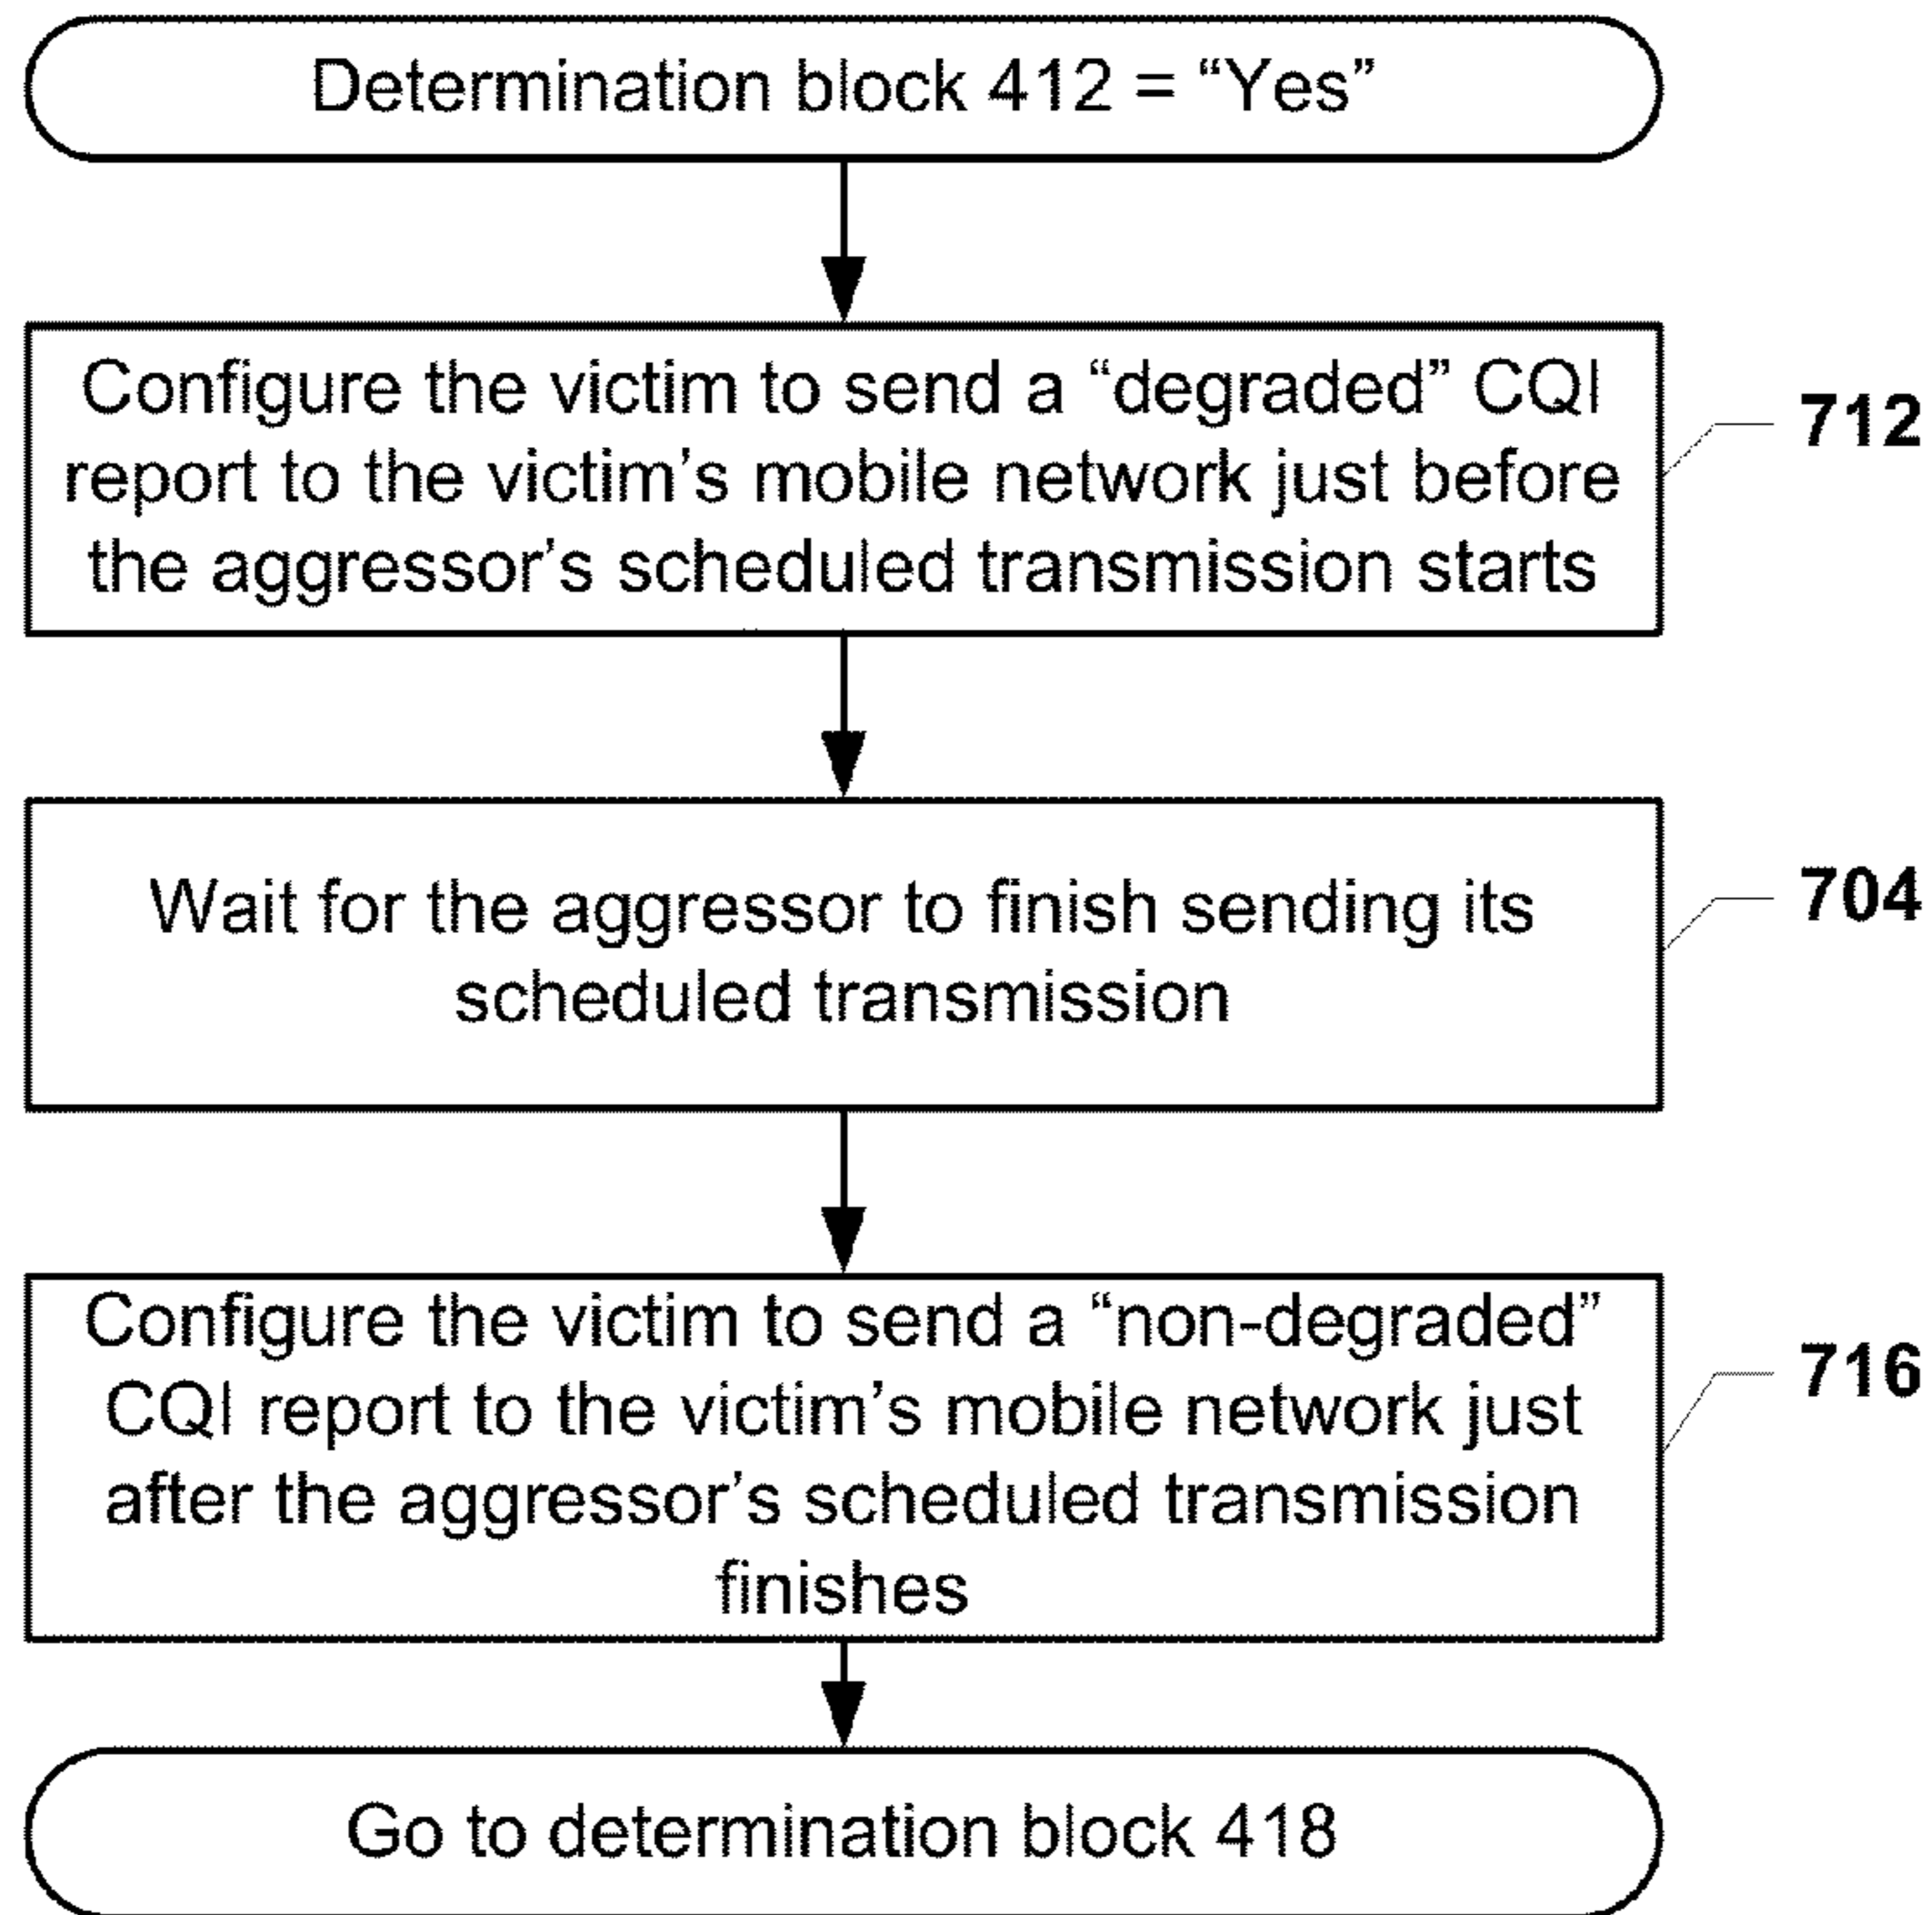 Determination block 412 = “Yes”
Configure the victim to send a “degraded” CQI
report to the victim’s mobile network just before
the aggressor’s scheduled transmission starts
712
Wait for the aggressor to finish sending its
scheduled transmission
704
Configure the victim to send a “non-degraded”
CQI report to the victim’s mobile network just
after the aggressor’s scheduled transmission
finishes
716
Go to determination block 418